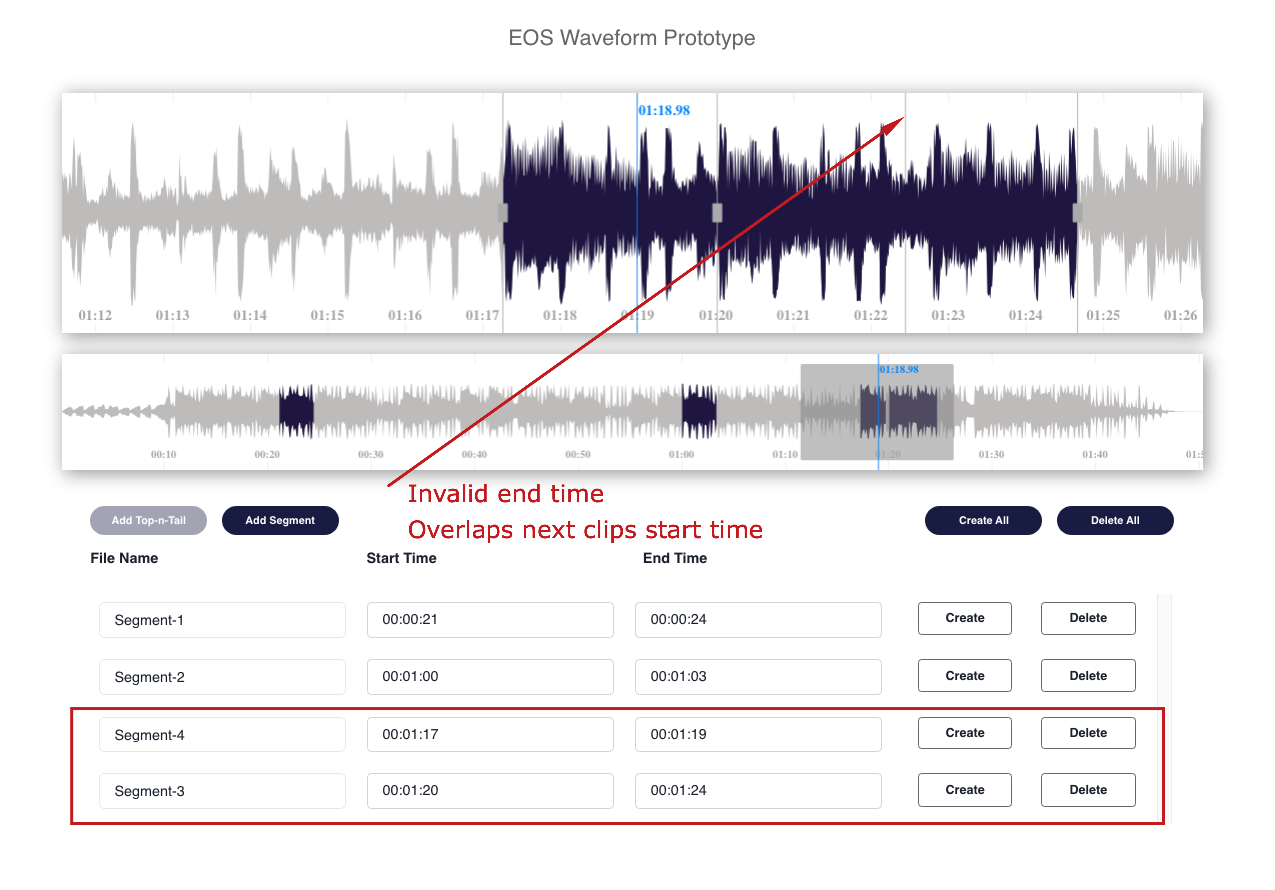 EOS Waveform Prototype
01:18.98
01:12 01:13 01:14 01:15 01:16 01:17 01:18 01:19 01:20 01:21 01:22 01:23 01:24 01:25 01:26
01:18.98
00:10 00:20 00:30 00:40 00:50 01:00 01:10 01:20 01:30 01:40
Invalid end time
Overlaps next clips start time
Add Top-n-Tail Add Segment Create All Delete All
File Name Start Time End Time
Segment-1 00:00:21 00:00:24 Create Delete
Segment-2 00:01:00 00:01:03 Create Delete
Segment-4 00:01:17 00:01:19 Create Delete
Segment-3 00:01:20 00:01:24 Create Delete